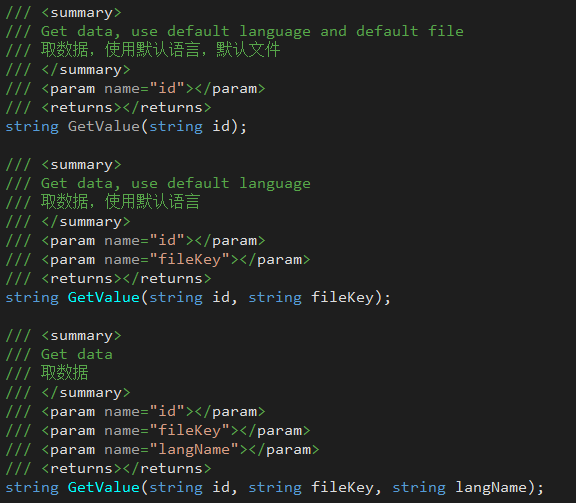 /// <summary>
/// Get data, use default language and default file
/// 取数据，使用默认语言，默认文件
/// </summary>
/// <param name="id"></param>
/// <returns></returns>
string GetValue(string id);
/// <summary>
/// Get data, use default language
/// 取数据，使用默认语言
/// </summary>
/// <param name="id"></param>
/// <param name="fileKey"></param>
/// <returns></returns>
string GetValue(string id, string fileKey);
/// <summary>
/// Get data
/// 取数据
/// </summary>
/// <param name="id"></param>
/// <param name="fileKey"></param>
/// <param name="langName"></param>
/// <returns></returns>
string GetValue(string id, string fileKey, string langName);